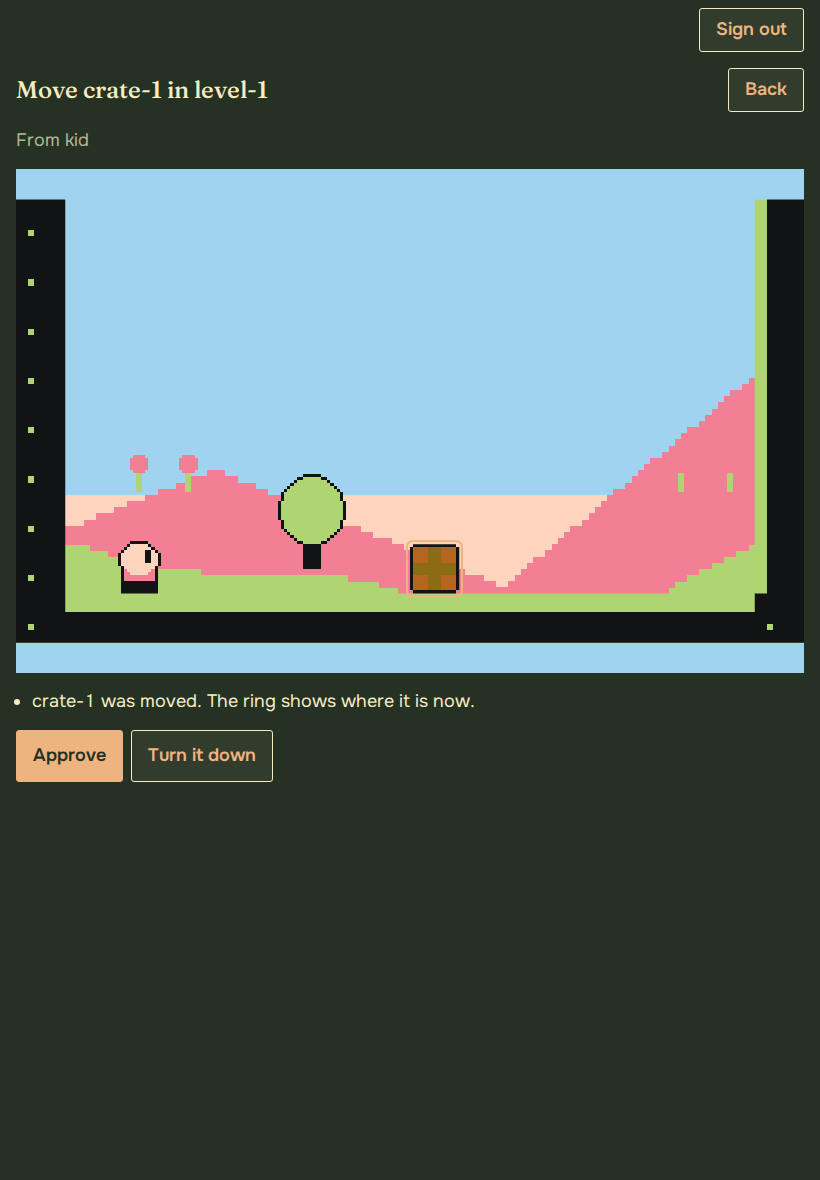 Sign out
Move crate-1 in level-1
Back
From kid
crate-1 was moved. The ring shows where it is now.
Approve
Turn it down